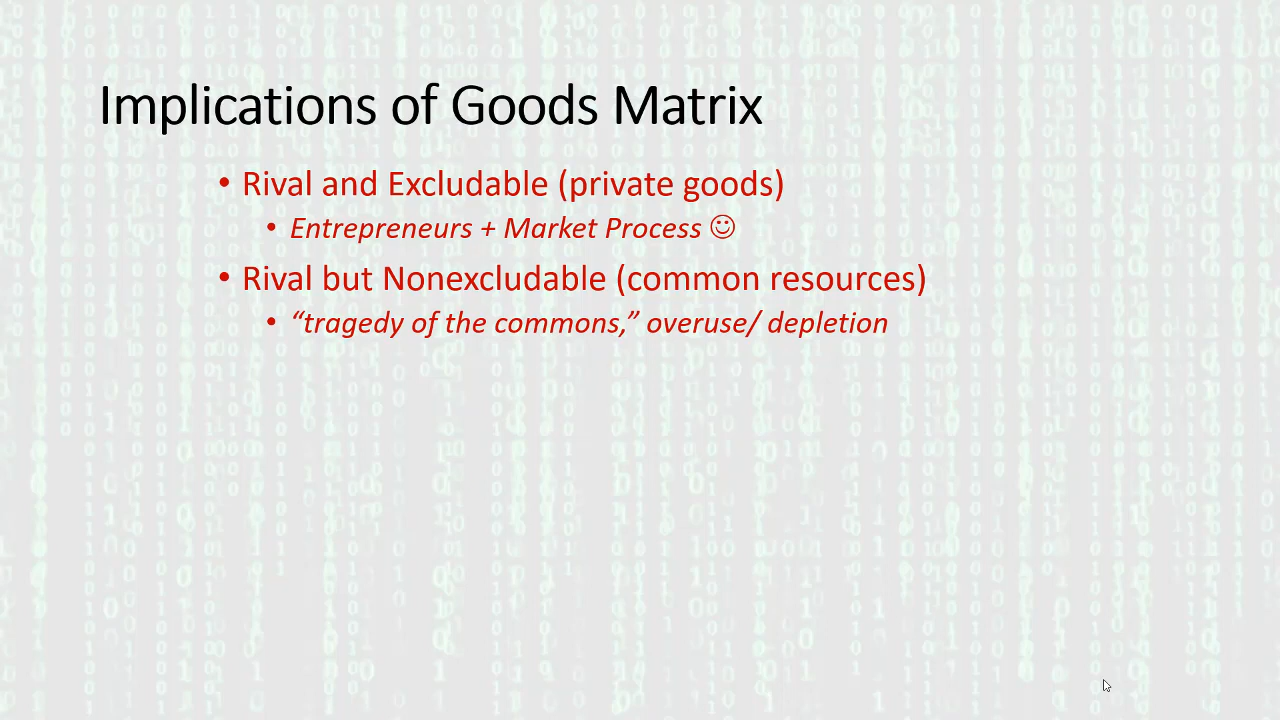 Implications of Goods Matrix
• Rival and Excludable (private goods)
• Entrepreneurs + Market Process ☺
• Rival but Nonexcludable (common resources)
• “tragedy of the commons,” overuse/ depletion